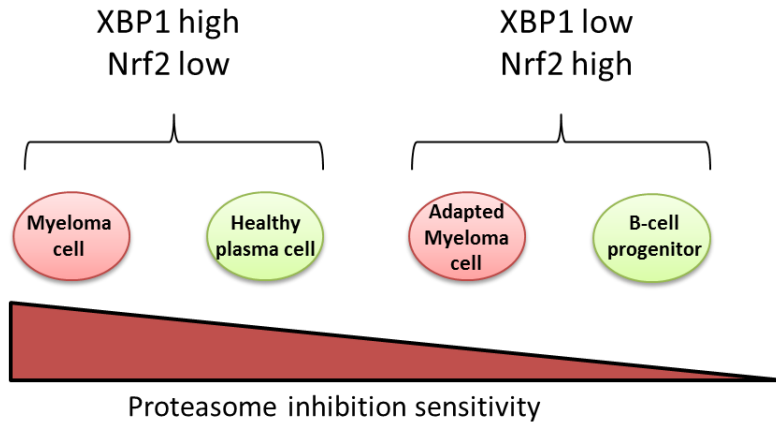 XBP1 high
Nrf2 low
XBP1 low
Nrf2 high
Myeloma
cell
Healthy
plasma cell
Adapted
Myeloma
cell
B-cell
progenitor
Proteasome inhibition sensitivity